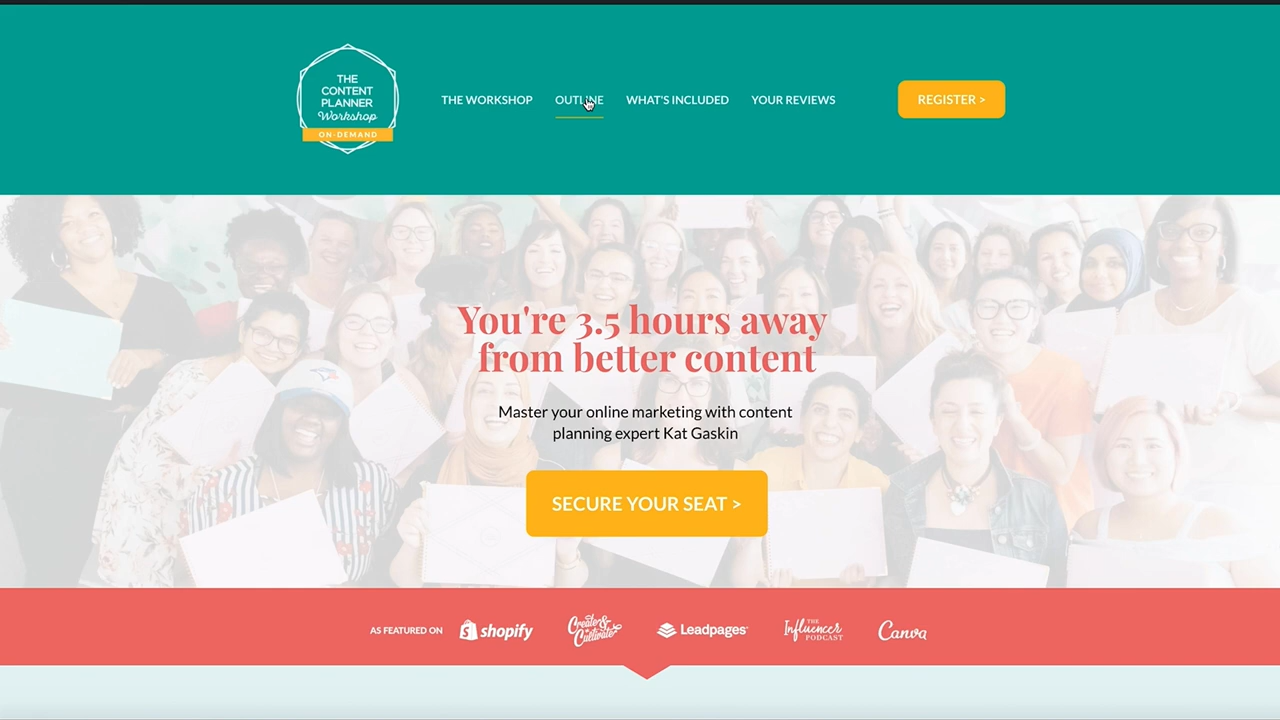 THE
CONTENT
PLANNER
Workshop
ON-DEMAND
THE WORKSHOP
OUTLINE
WHAT'S INCLUDED
YOUR REVIEWS
REGISTER >
You're 3.5 hours away
from better content
Master your online marketing with content
planning expert Kat Gaskin
SECURE YOUR SEAT >
AS FEATURED ON
shopify
Create &
Cultivate
Leadpages
THE
Influencer
PODCAST
Canva